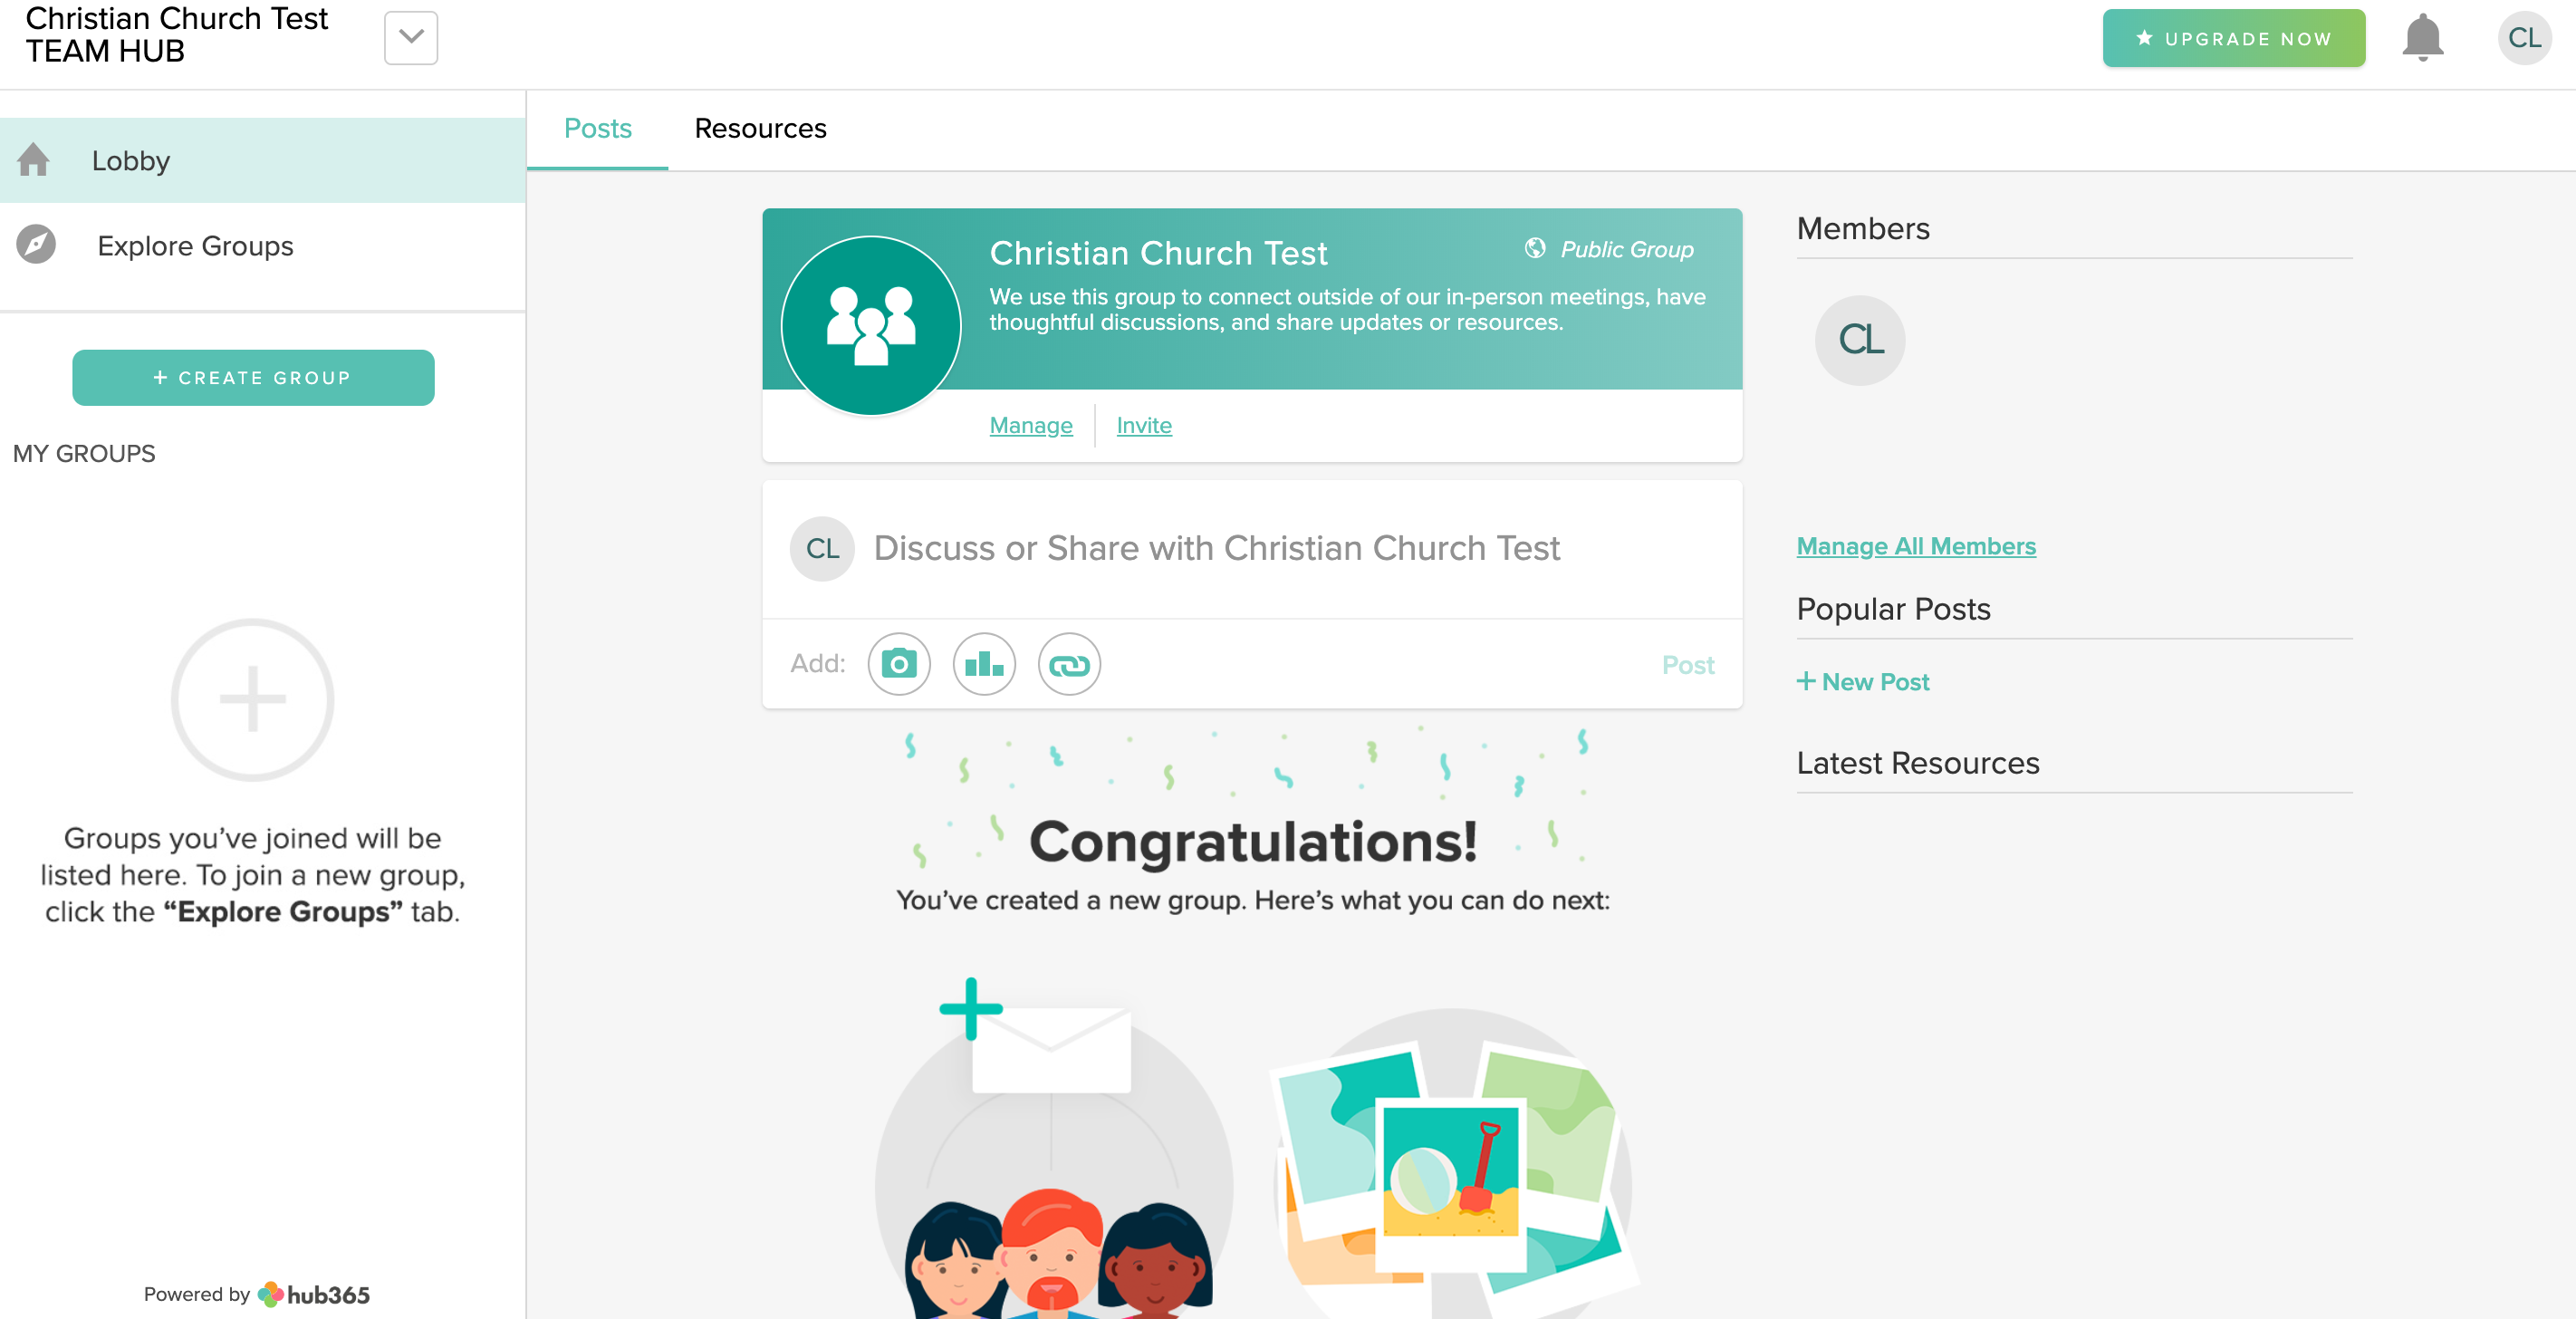 Christian Church Test
TEAM HUB
UPGRADE NOW
CL
Lobby
Explore Groups
+ CREATE GROUP
MY GROUPS
Groups you’ve joined will be
listed here. To join a new group,
click the “Explore Groups” tab.
Powered by hub365
Posts
Resources
Christian Church Test
Public Group
We use this group to connect outside of our in-person meetings, have
thoughtful discussions, and share updates or resources.
Manage
Invite
CL
Discuss or Share with Christian Church Test
Add:
Post
Congratulations!
You’ve created a new group. Here’s what you can do next:
Members
CL
Manage All Members
Popular Posts
+ New Post
Latest Resources